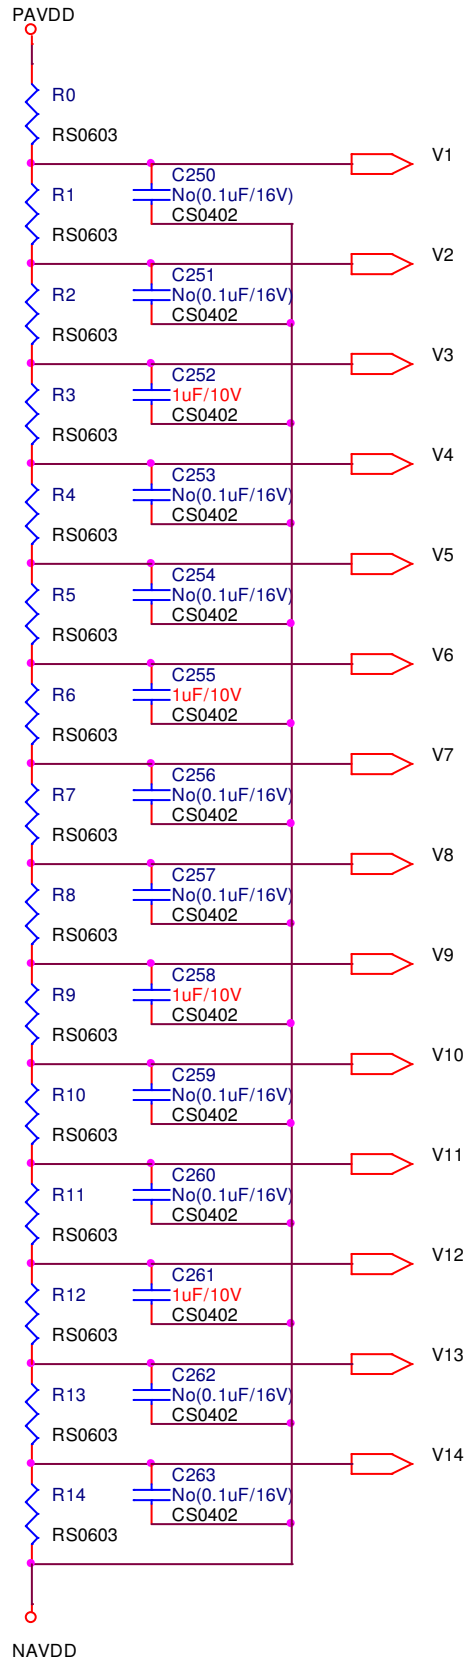 PAVDD
R0
RS0603
V1
C250
R1
No(0.1uF/16V)
CS0402
RS0603
V2
C251
R2
No(0.1uF/16V)
CS0402
RS0603
V3
C252
R3
1uF/10V
CS0402
RS0603
V4
C253
R4
No(0.1uF/16V)
CS0402
RS0603
V5
C254
R5
No(0.1uF/16V)
CS0402
RS0603
V6
C255
R6
1uF/10V
CS0402
RS0603
V7
C256
R7
No(0.1uF/16V)
CS0402
RS0603
V8
C257
R8
No(0.1uF/16V)
CS0402
RS0603
V9
C258
R9
1uF/10V
CS0402
RS0603
V10
C259
R10
No(0.1uF/16V)
CS0402
RS0603
V11
C260
R11
No(0.1uF/16V)
CS0402
RS0603
V12
C261
R12
1uF/10V
CS0402
RS0603
V13
C262
R13
No(0.1uF/16V)
CS0402
RS0603
V14
C263
R14
No(0.1uF/16V)
CS0402
RS0603
NAVDD